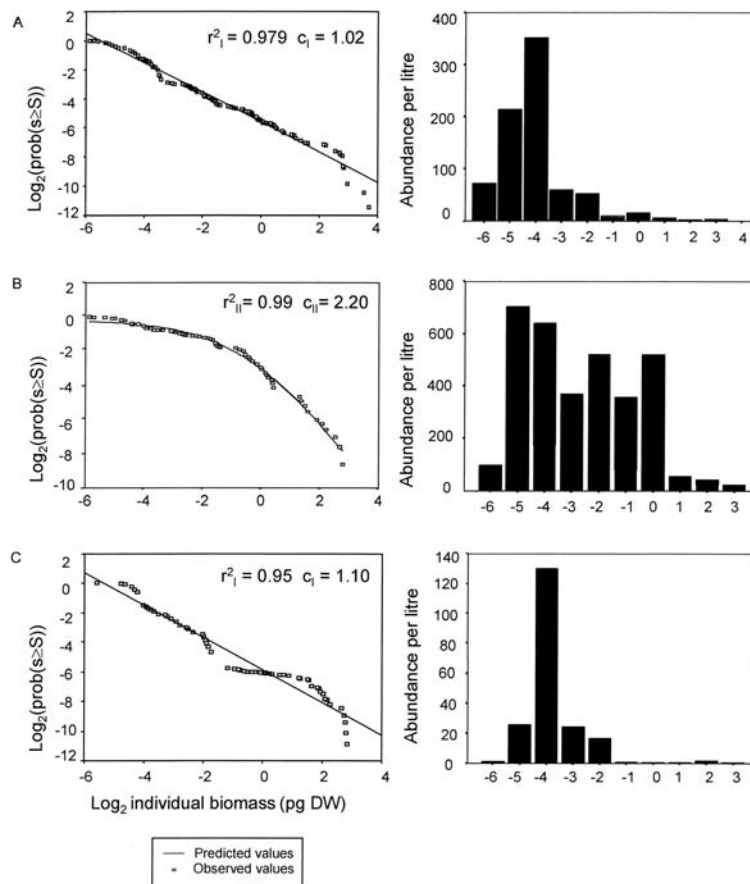 A
r²I = 0.979 cI = 1.02
Log2(prob(s≥S))
2
0
-2
-4
-6
-8
-10
-12
-6 -4 -2 0 2 4
Abundance per litre
400
300
200
100
0
-6 -5 -4 -3 -2 -1 0 1 2 3 4
B
r²II = 0.99 cII = 2.20
Log2(prob(s≥S))
2
0
-2
-4
-6
-8
-10
-6 -4 -2 0 2 4
Abundance per litre
800
600
400
200
0
-6 -5 -4 -3 -2 -1 0 1 2 3
C
r²I = 0.95 cI = 1.10
Log2(prob(s≥S))
2
0
-2
-4
-6
-8
-10
-12
-6 -4 -2 0 2 4
Log2 individual biomass (pg DW)
Abundance per litre
140
120
100
80
60
40
20
0
-6 -5 -4 -3 -2 -1 0 1 2 3
Predicted values
Observed values